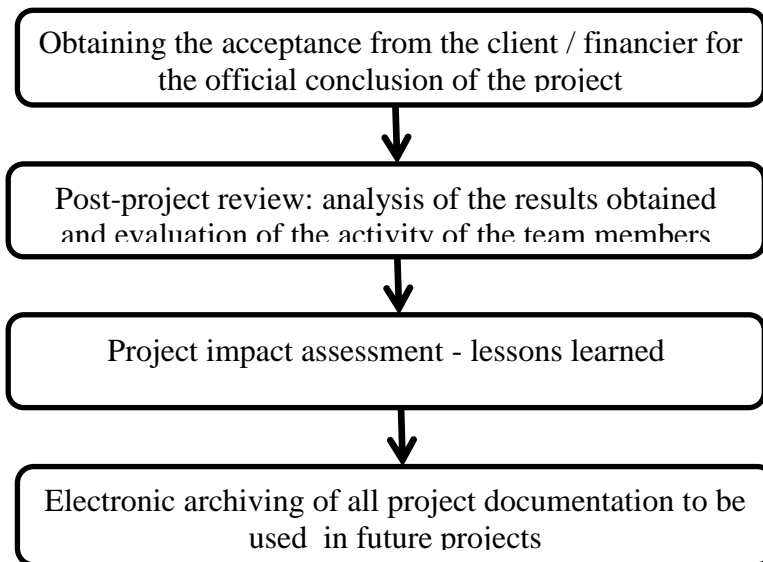 Obtaining the acceptance from the client / financier for
the official conclusion of the project
Post-project review: analysis of the results obtained
and evaluation of the activity of the team members
Project impact assessment - lessons learned
Electronic archiving of all project documentation to be
used in future projects